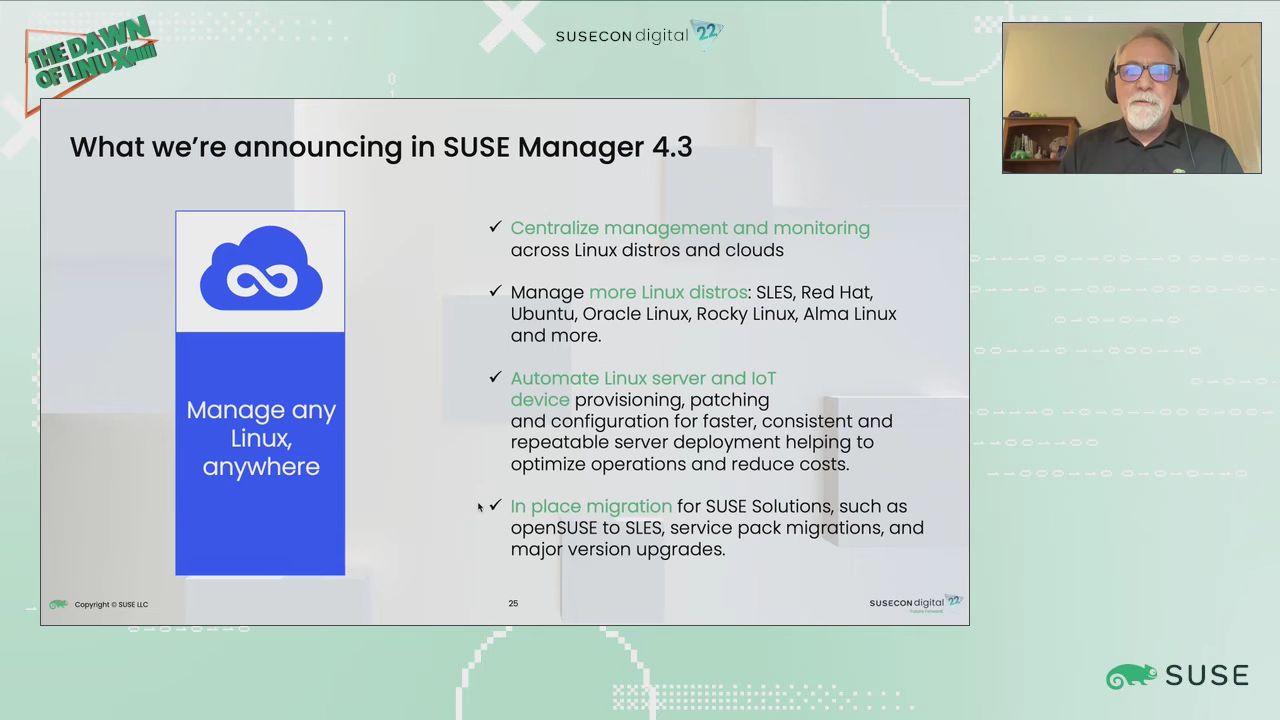 THE DAWN
OF LINUX
SUSECON digital 22
What we're announcing in SUSE Manager 4.3
Manage any
Linux,
anywhere
✓ Centralize management and monitoring
across Linux distros and clouds
✓ Manage more Linux distros: SLES, Red Hat,
Ubuntu, Oracle Linux, Rocky Linux, Alma Linux
and more.
✓ Automate Linux server and IoT
device provisioning, patching
and configuration for faster, consistent and
repeatable server deployment helping to
optimize operations and reduce costs.
✓ In place migration for SUSE Solutions, such as
openSUSE to SLES, service pack migrations, and
major version upgrades.
Copyright © SUSE LLC
25
SUSECON digital 22
Future Forward.
SUSE